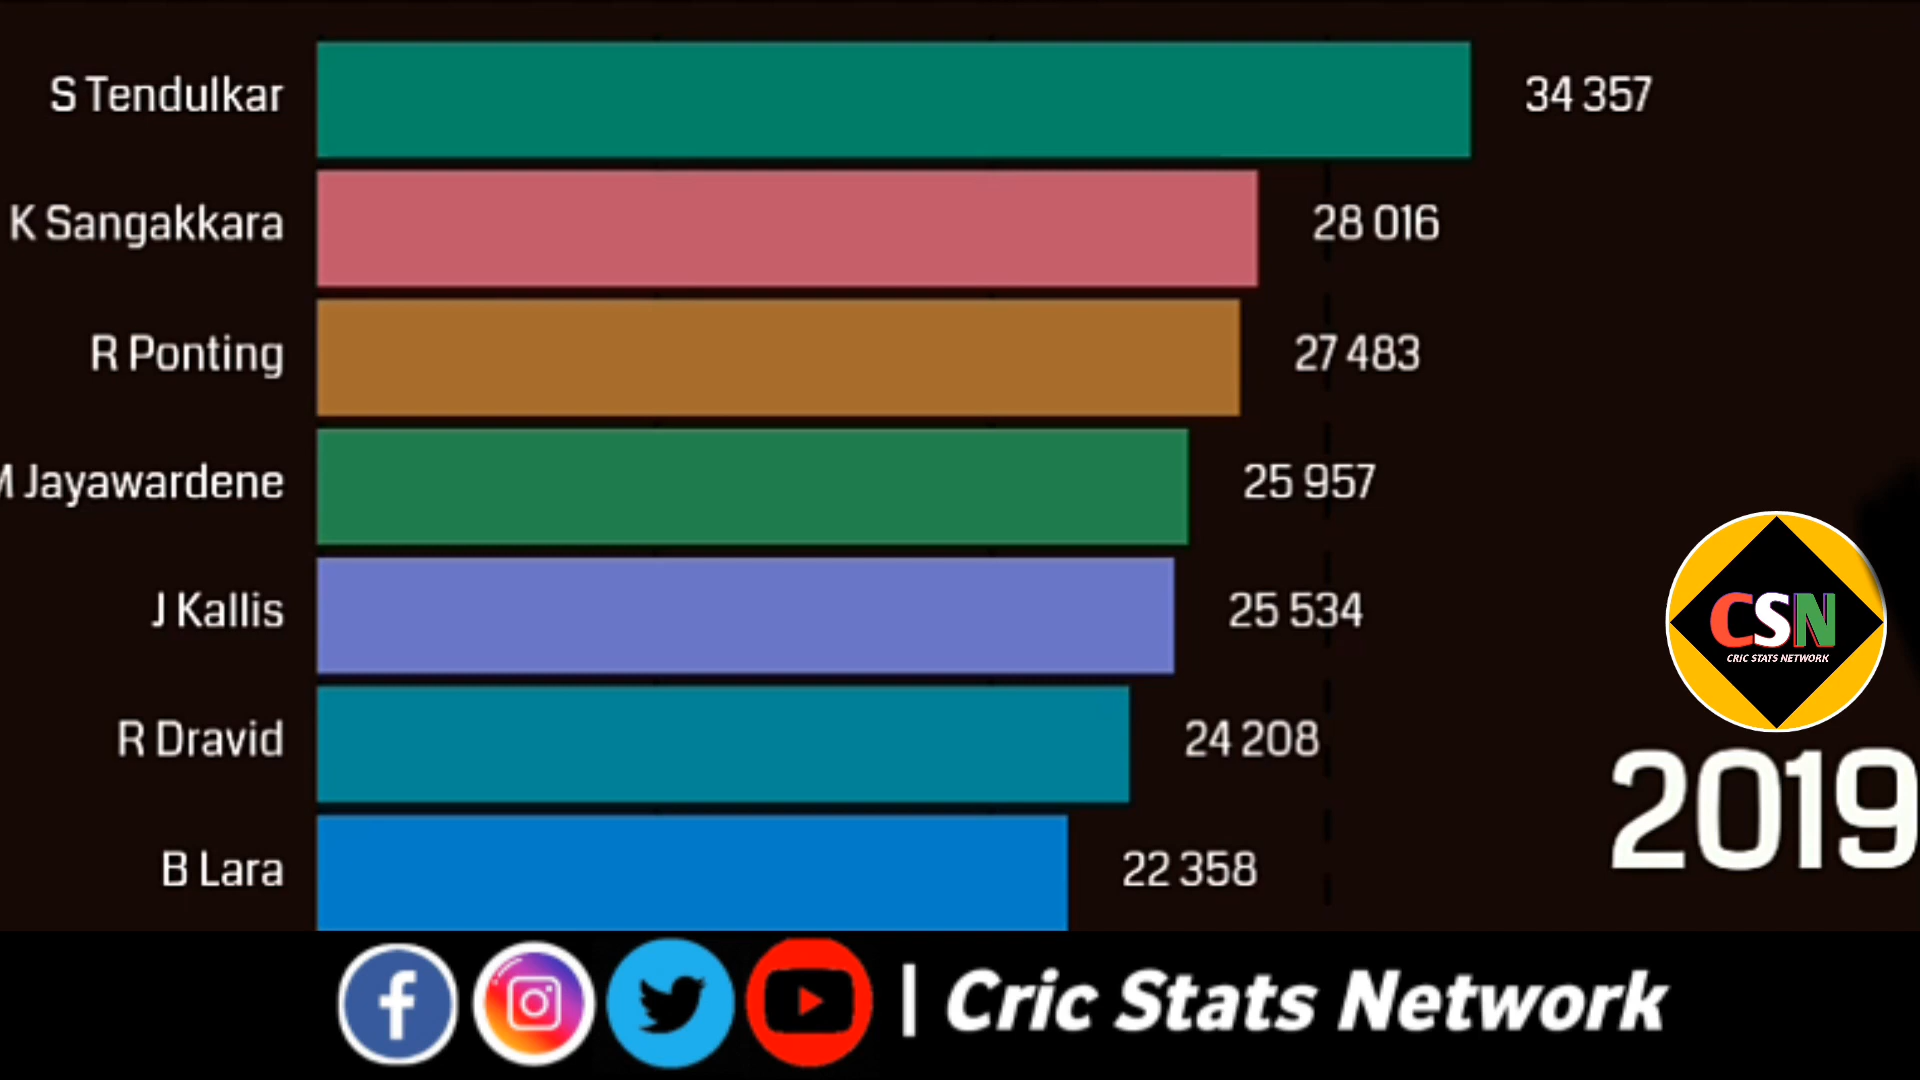 S Tendulkar 34 357
K Sangakkara 28 016
R Ponting 27 483
M Jayawardene 25 957
J Kallis 25 534
R Dravid 24 208
B Lara 22 358
CSN
CRIC STATS NETWORK
2019
| Cric Stats Network